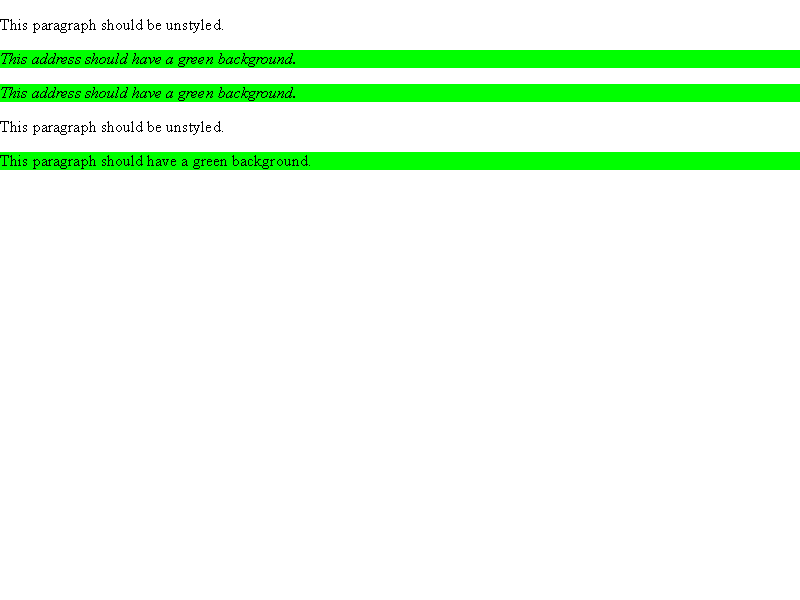 This paragraph should be unstyled.
This address should have a green background.
This address should have a green background.
This paragraph should be unstyled.
This paragraph should have a green background.